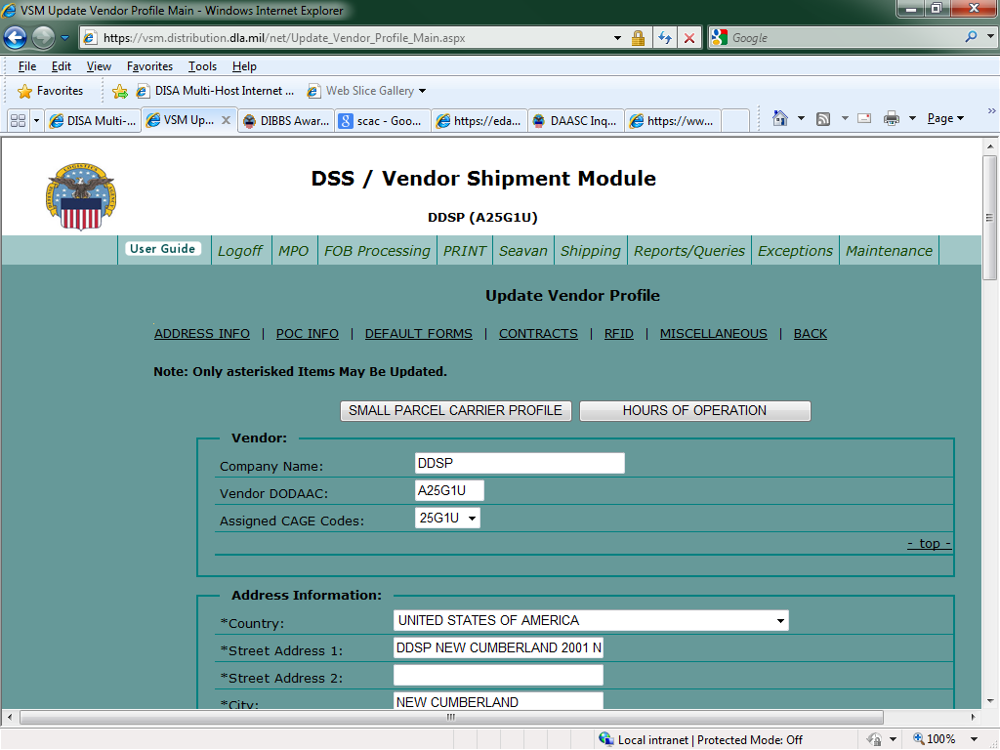 VSM Update Vendor Profile Main - Windows Internet Explorer
https://vsm.distribution.dla.mil/net/Update_Vendor_Profile_Main.aspx
Google
File Edit View Favorites Tools Help
Favorites DISA Multi-Host Internet ... Web Slice Gallery
DISA Multi-... VSM Up... DIBBS Awar... scac - Goo... https://eda... DAASC Inq... https://ww... Page
DSS / Vendor Shipment Module
DDSP (A25G1U)
User Guide Logoff MPO FOB Processing PRINT Seavan Shipping Reports/Queries Exceptions Maintenance
Update Vendor Profile
ADDRESS INFO | POC INFO | DEFAULT FORMS | CONTRACTS | RFID | MISCELLANEOUS | BACK
Note: Only asterisked Items May Be Updated.
SMALL PARCEL CARRIER PROFILE HOURS OF OPERATION
Vendor:
Company Name: DDSP
Vendor DODAAC: A25G1U
Assigned CAGE Codes: 25G1U
- top -
Address Information:
*Country: UNITED STATES OF AMERICA
*Street Address 1: DDSP NEW CUMBERLAND 2001 N
*Street Address 2:
*City: NEW CUMBERLAND
Local intranet | Protected Mode: Off 100%